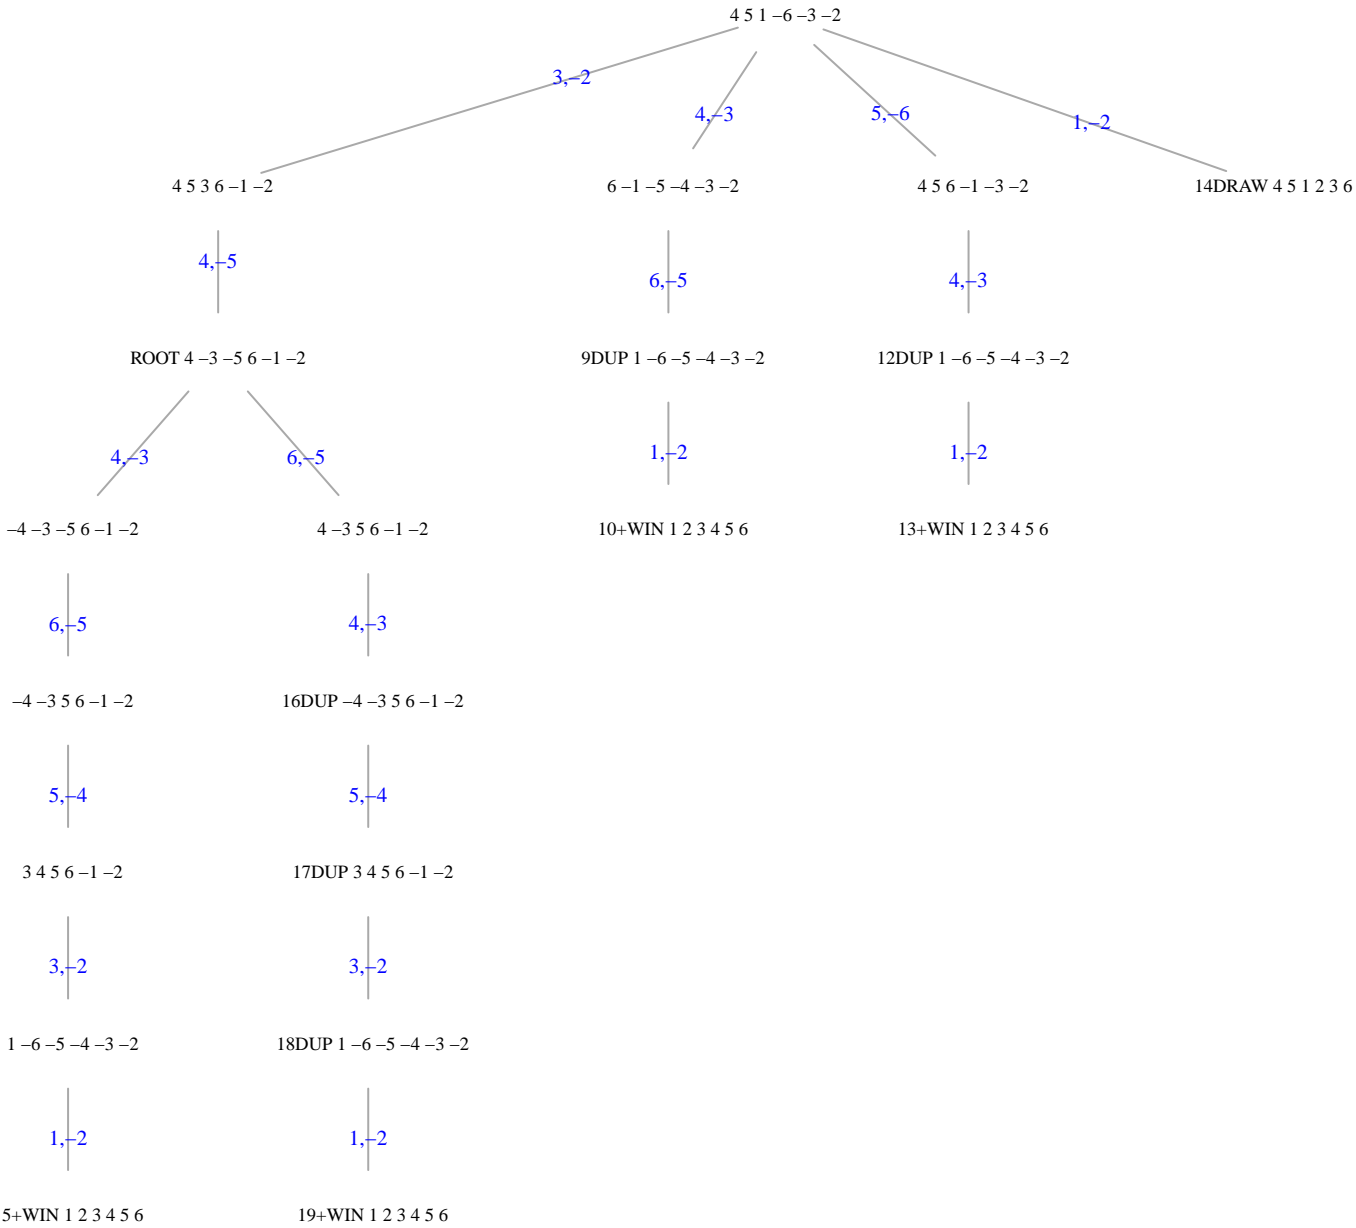 4 5 1 –6 –3 –2
3,–2
4,–3
5,–6
1,–2
4 5 3 6 –1 –2
6 –1 –5 –4 –3 –2
4 5 6 –1 –3 –2
14DRAW 4 5 1 2 3 6
4,–5
6,–5
4,–3
ROOT 4 –3 –5 6 –1 –2
9DUP 1 –6 –5 –4 –3 –2
12DUP 1 –6 –5 –4 –3 –2
4,–3
6,–5
1,–2
1,–2
–4 –3 –5 6 –1 –2
4 –3 5 6 –1 –2
10+WIN 1 2 3 4 5 6
13+WIN 1 2 3 4 5 6
6,–5
4,–3
–4 –3 5 6 –1 –2
16DUP –4 –3 5 6 –1 –2
5,–4
5,–4
3 4 5 6 –1 –2
17DUP 3 4 5 6 –1 –2
3,–2
3,–2
1 –6 –5 –4 –3 –2
18DUP 1 –6 –5 –4 –3 –2
1,–2
1,–2
5+WIN 1 2 3 4 5 6
19+WIN 1 2 3 4 5 6